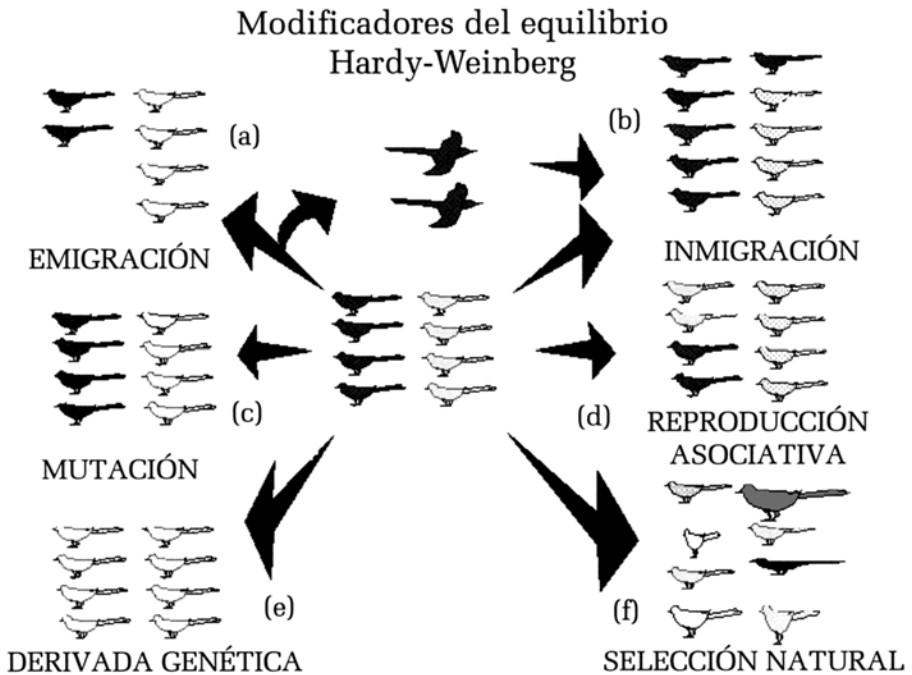 Modificadores del equilibrio
Hardy-Weinberg
(a)
(b)
EMIGRACIÓN
INMIGRACIÓN
(c)
(d)
MUTACIÓN
REPRODUCCIÓN
ASOCIATIVA
(e)
(f)
DERIVADA GENÉTICA
SELECCIÓN NATURAL